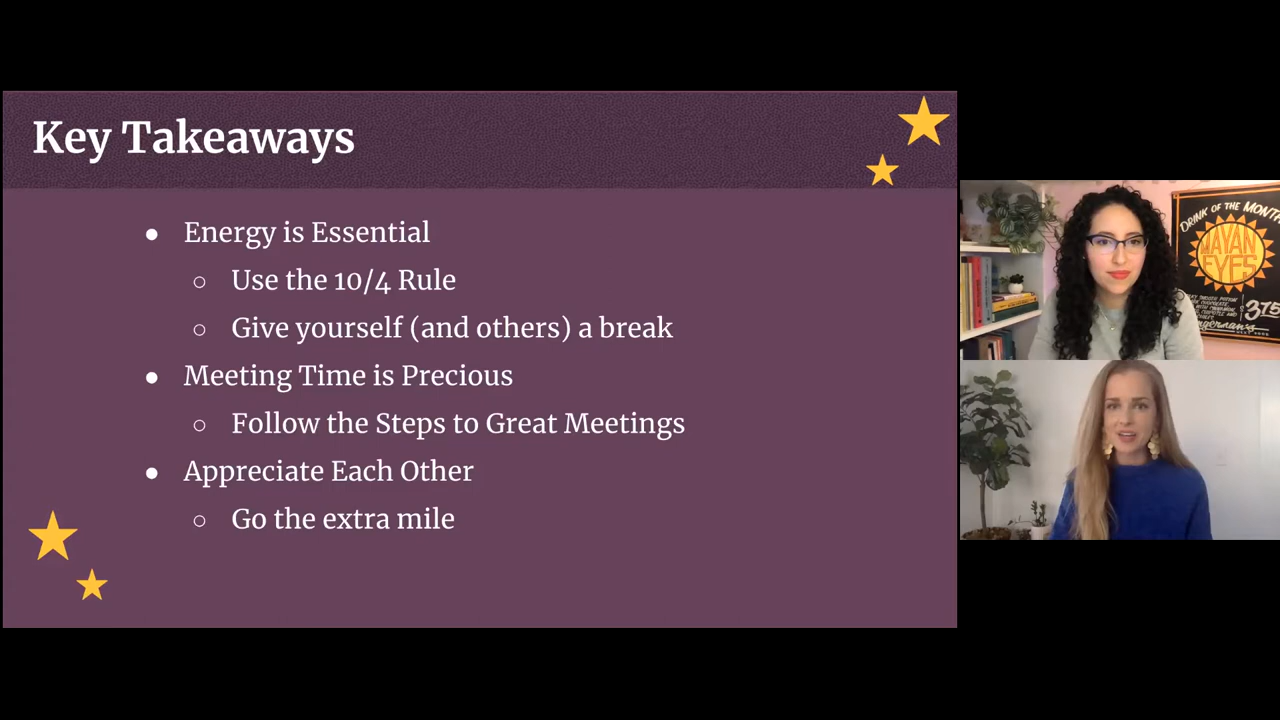 Key Takeaways
● Energy is Essential
○ Use the 10/4 Rule
○ Give yourself (and others) a break
● Meeting Time is Precious
○ Follow the Steps to Great Meetings
● Appreciate Each Other
○ Go the extra mile
DRINK OF THE MONTH
MAYAN
EYES
$3.75